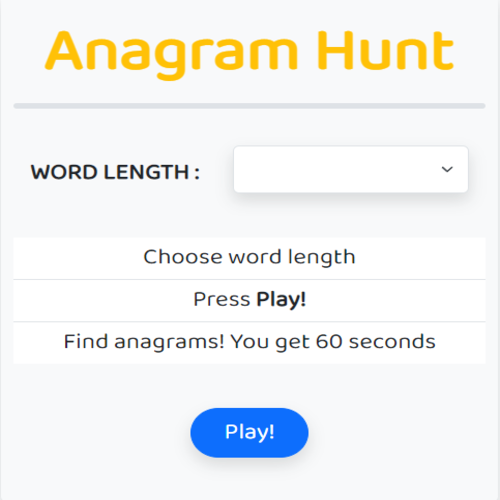 Anagram Hunt
WORD LENGTH :
Choose word length
Press Play!
Find anagrams! You get 60 seconds
Play!